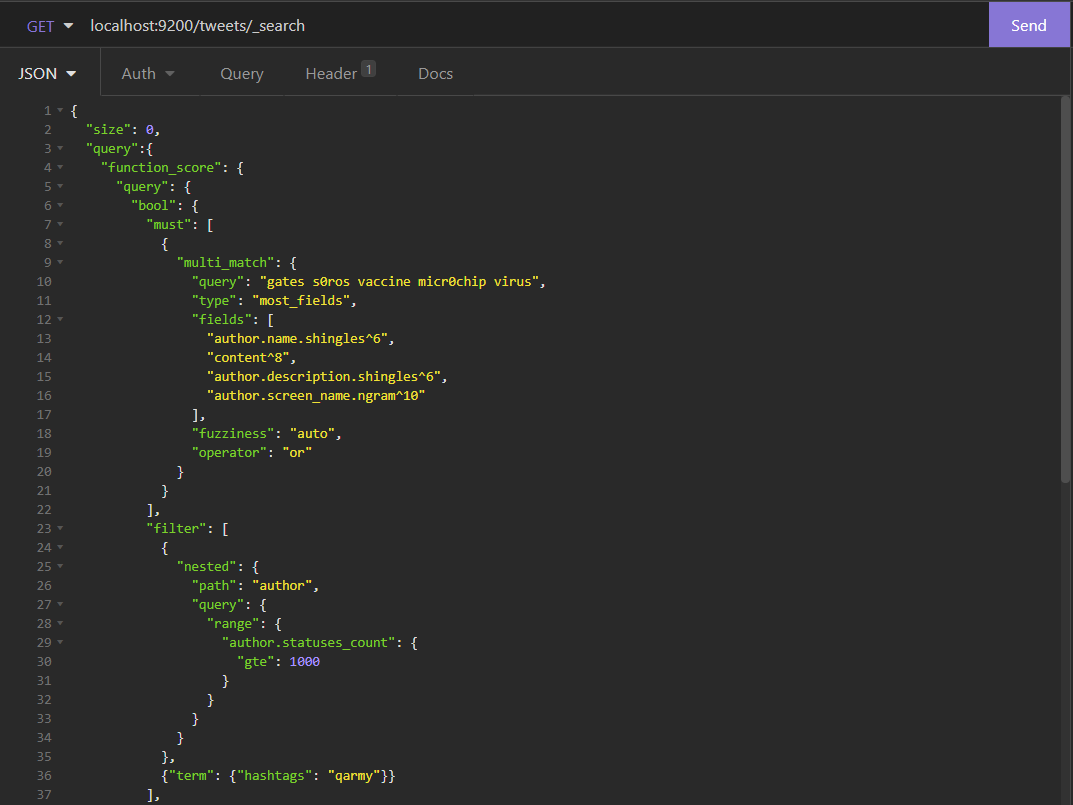 GET localhost:9200/tweets/_search Send
JSON Auth Query Header 1 Docs
1 {
2 "size": 0,
3 "query":{
4 "function_score": {
5 "query": {
6 "bool": {
7 "must": [
8 {
9 "multi_match": {
10 "query": "gates s0ros vaccine micr0chip virus",
11 "type": "most_fields",
12 "fields": [
13 "author.name.shingles^6",
14 "content^8",
15 "author.description.shingles^6",
16 "author.screen_name.ngram^10"
17 ],
18 "fuzziness": "auto",
19 "operator": "or"
20 }
21 }
22 ],
23 "filter": [
24 {
25 "nested": {
26 "path": "author",
27 "query": {
28 "range": {
29 "author.statuses_count": {
30 "gte": 1000
31 }
32 }
33 }
34 }
35 },
36 {"term": {"hashtags": "qarmy"}}
37 ],